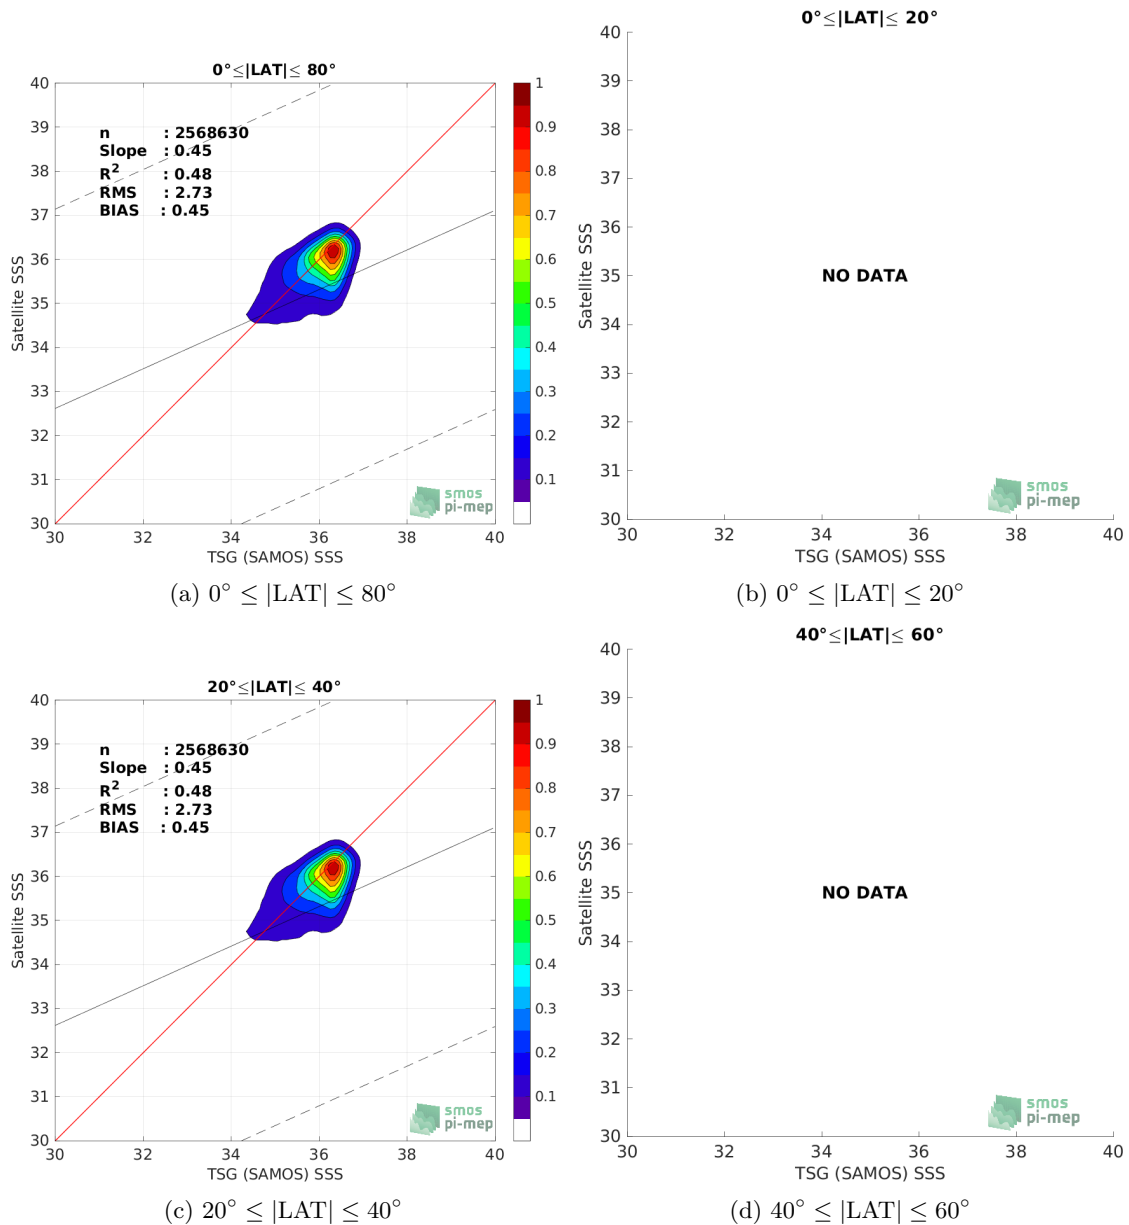 0°≤|LAT|≤ 80°
40
39
38
37
36
35
34
33
32
31
30
Satellite SSS
n : 2568630
Slope : 0.45
R2 : 0.48
RMS : 2.73
BIAS : 0.45
smos
pi-mep
30 32 34 36 38 40
TSG (SAMOS) SSS
1
0.9
0.8
0.7
0.6
0.5
0.4
0.3
0.2
0.1
(a) 0° ≤ |LAT| ≤ 80°
0°≤|LAT|≤ 20°
40
39
38
37
36
35
34
33
32
31
30
Satellite SSS
NO DATA
smos
pi-mep
30 32 34 36 38 40
TSG (SAMOS) SSS
(b) 0° ≤ |LAT| ≤ 20°
20°≤|LAT|≤ 40°
40
39
38
37
36
35
34
33
32
31
30
Satellite SSS
n : 2568630
Slope : 0.45
R2 : 0.48
RMS : 2.73
BIAS : 0.45
smos
pi-mep
30 32 34 36 38 40
TSG (SAMOS) SSS
1
0.9
0.8
0.7
0.6
0.5
0.4
0.3
0.2
0.1
(c) 20° ≤ |LAT| ≤ 40°
40°≤|LAT|≤ 60°
40
39
38
37
36
35
34
33
32
31
30
Satellite SSS
NO DATA
smos
pi-mep
30 32 34 36 38 40
TSG (SAMOS) SSS
(d) 40° ≤ |LAT| ≤ 60°